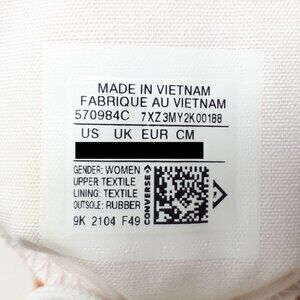 MADE IN VIETNAM
FABRIQUE AU VIETNAM
570984C 7XZ3MY2K00188
US UK EUR CM
GENDER: WOMEN
UPPER: TEXTILE
LINING: TEXTILE
OUTSOLE: RUBBER
CONVERSE
9K 2104 F49